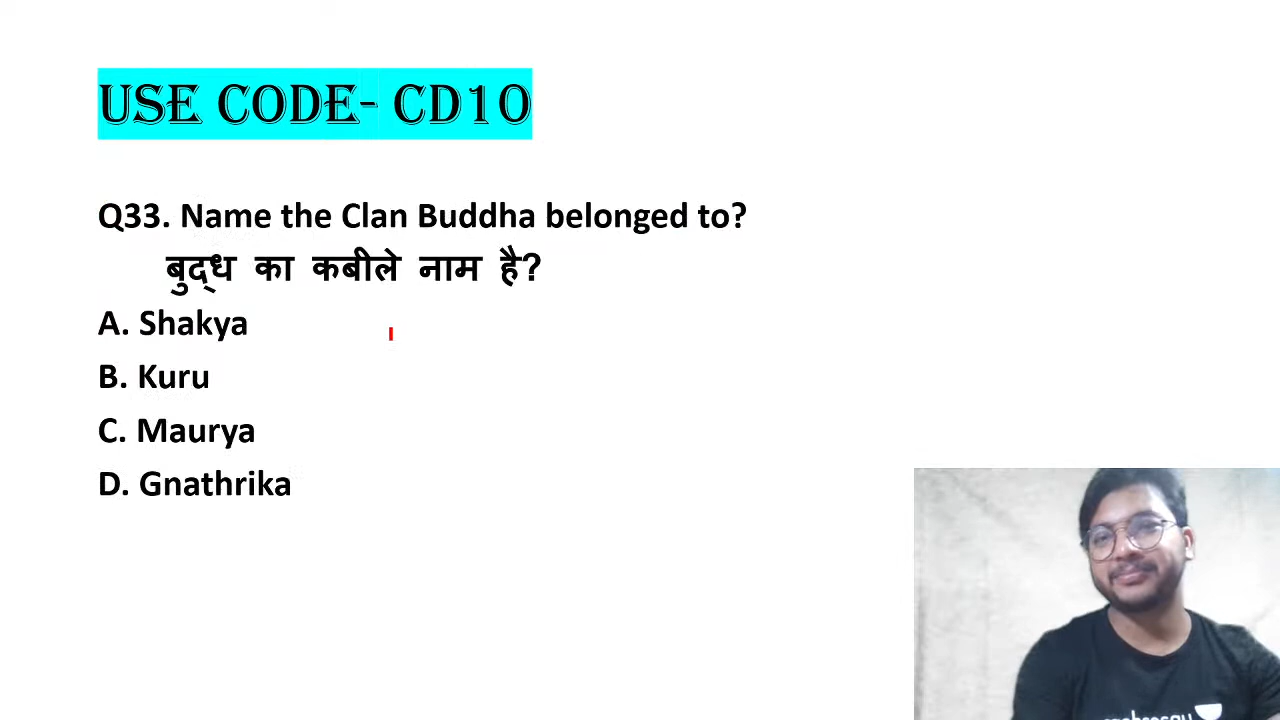 USE CODE- CD10
Q33. Name the Clan Buddha belonged to?
बुद्ध का कबीले नाम है?
A. Shakya
B. Kuru
C. Maurya
D. Gnathrika